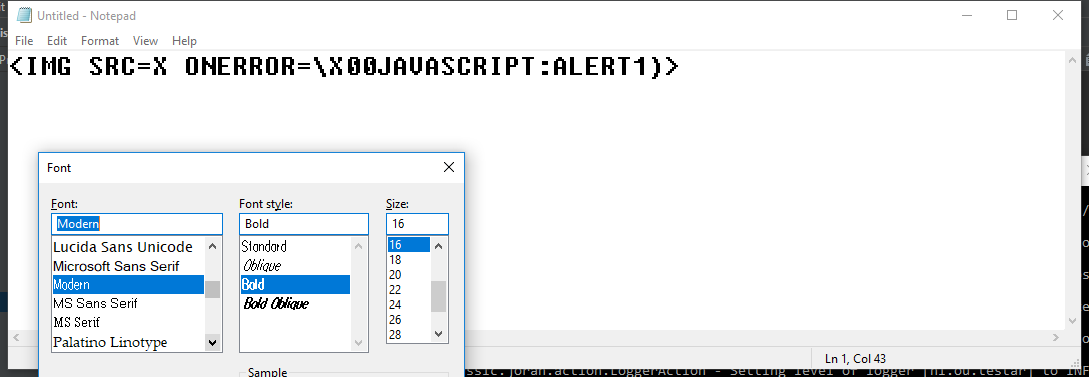 Untitled - Notepad
File Edit Format View Help
<IMG SRC=X ONERROR=\X00JAVASCRIPT:ALERT1)>
Font
Font: Font style: Size:
Modern Bold 16
Lucida Sans Unicode Standard 16
Microsoft Sans Serif Oblique 18
Modern Bold 20
MS Sans Serif Bold Oblique 22
MS Serif 24
Palatino Linotype 26
28
Ln 1, Col 43
Sample
ssic.joran.action.LoggerAction - Setting level of logger [nl.ou.testar] to INF